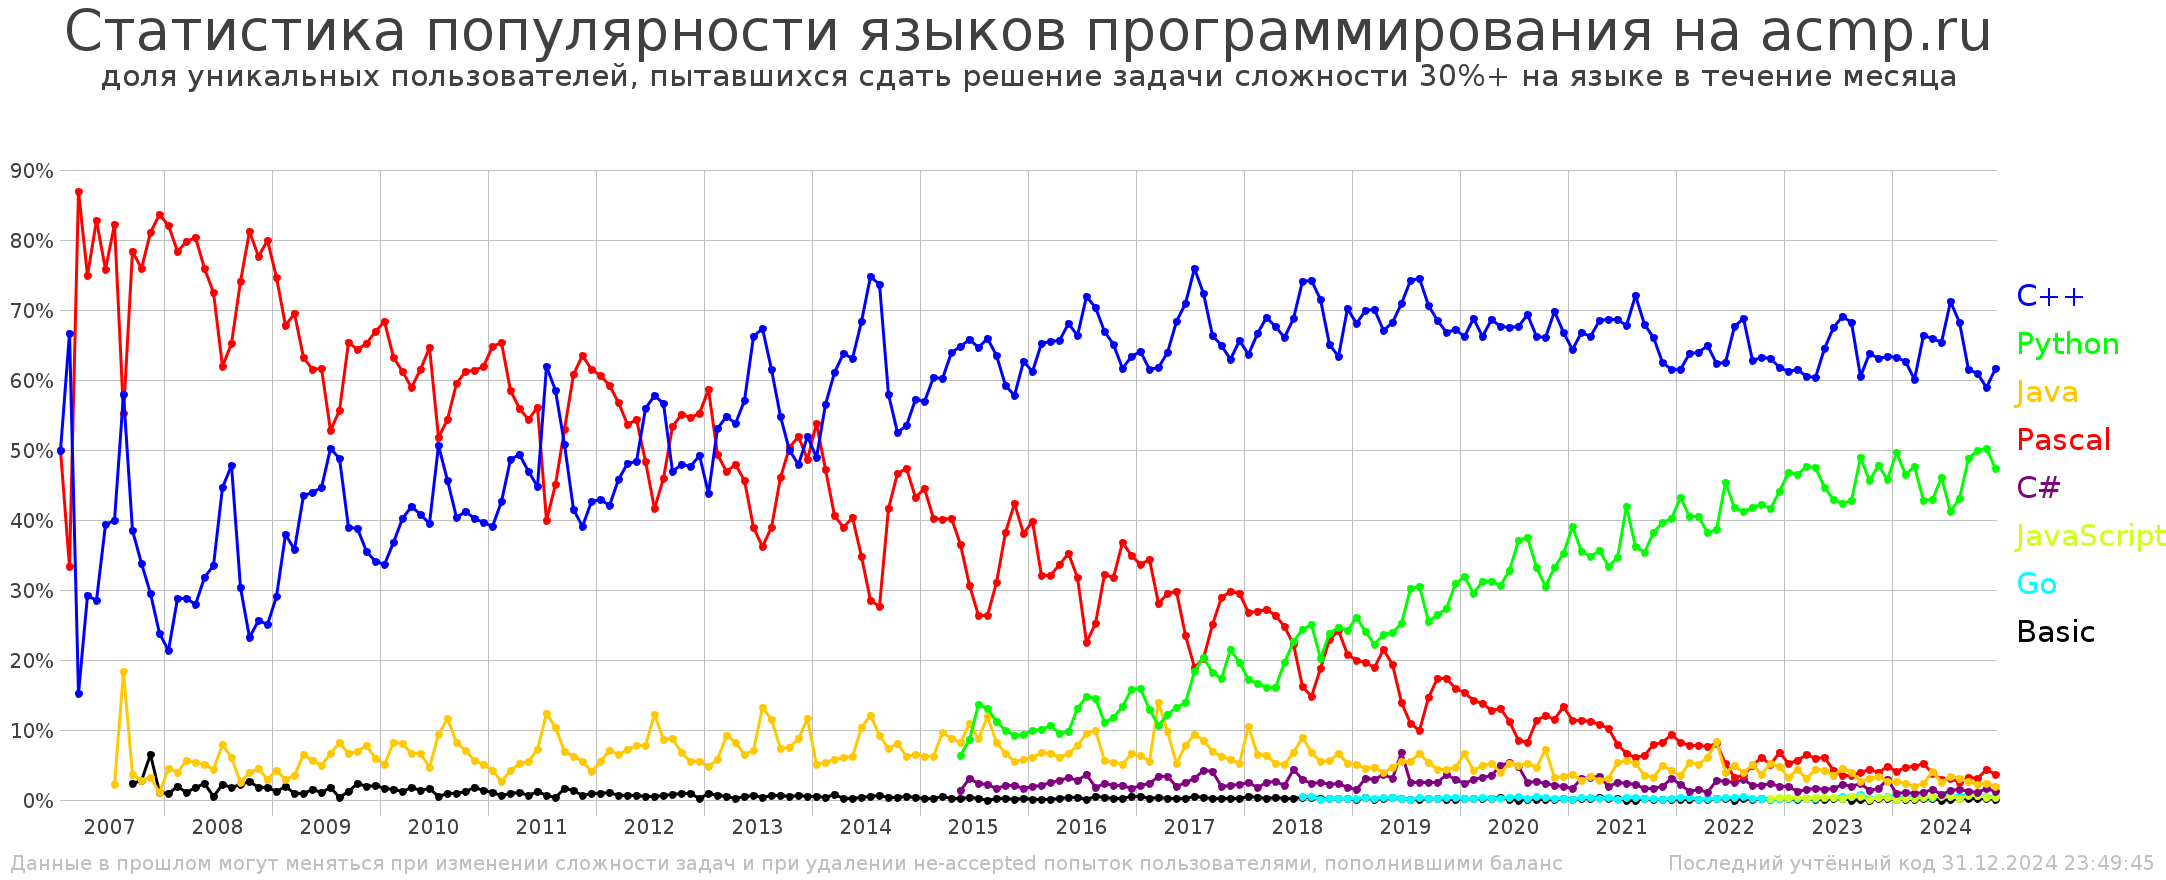 Статистика популярности языков программирования на acmp.ru
доля уникальных пользователей, пытавшихся сдать решение задачи сложности 30%+ на языке в течение месяца
90%
80%
70%
60%
50%
40%
30%
20%
10%
0%
2007 2008 2009 2010 2011 2012 2013 2014 2015 2016 2017 2018 2019 2020 2021 2022 2023 2024
C++
Python
Java
Pascal
C#
JavaScript
Go
Basic
Данные в прошлом могут меняться при изменении сложности задач и при удалении не-accepted попыток пользователями, пополнившими баланс
Последний учтённый код 31.12.2024 23:49:45